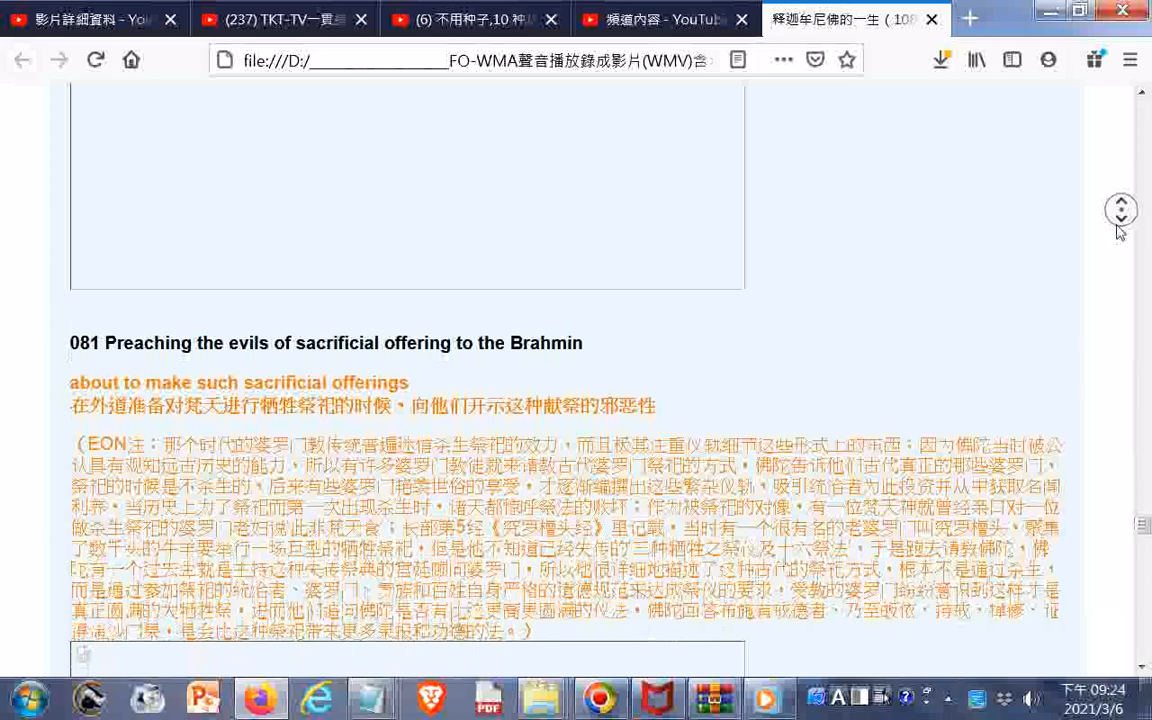 影片詳細資料 - You
(237) TKT-TV一貫
(6) 不用种子,10 种
頻道內容 - YouTub
释迦牟尼佛的一生 ( 108
file:///D:/________________FO-WMA聲音播放錄成影片(WMV)含
081 Preaching the evils of sacrificial offering to the Brahmin
about to make such sacrificial offerings
在外道准备对梵天进行牺牲祭祀的时候、向他们开示这种献祭的邪恶性
（EON注：那个时代的婆罗门教传统普遍迷信杀生祭祀的效力，而且极其注重仪轨细节这些形式上的东西；因为佛陀当时被公
认具有观知远古历史的能力，所以有许多婆罗门教徒就来请教古代婆罗门祭祀的方式，佛陀告诉他们古代真正的那些婆罗门，
祭祀的时候是不杀生的，后来有些婆罗门艳羡世俗的享受，才逐渐编撰出这些繁杂仪轨，吸引统治者为此投资并从中获取名闻
利养，当历史上为了祭祀而第一次出现杀生时，诸天都惊呼祭法的败坏；作为被祭祀的对像，有一位梵天神就曾经亲口对一位
做杀生祭祀的婆罗门老妇说此非梵天食；长部第5经《究罗檀头经》里记载，当时有一个很有名的老婆罗门叫究罗檀头，聚集
了数千头的牛羊要举行一场巨型的牺牲祭祀，但是他不知道已经失传的'三种牺牲之祭仪及十六祭法'，于是跑去请教佛陀，佛
陀有一个过去生就是主持这种失传祭典的宫廷顾问婆罗门，所以他很详细地描述了这种古代的祭祀方式，根本不是通过杀生，
而是通过参加祭祀的统治者、婆罗门、贵族和百姓自身严格的道德规范来达成祭仪的要求，受教的婆罗门纷纷意识到这样才是
真正圆满的大牺牲祭，进而他们追问佛陀是否有比这更高更圆满的仪法，佛陀回答布施有戒德者、乃至皈依、持戒、禅修、证
得沙门果，是会比这种祭祀带来更多果报和功德的法。）
下午 09:24
2021/3/6